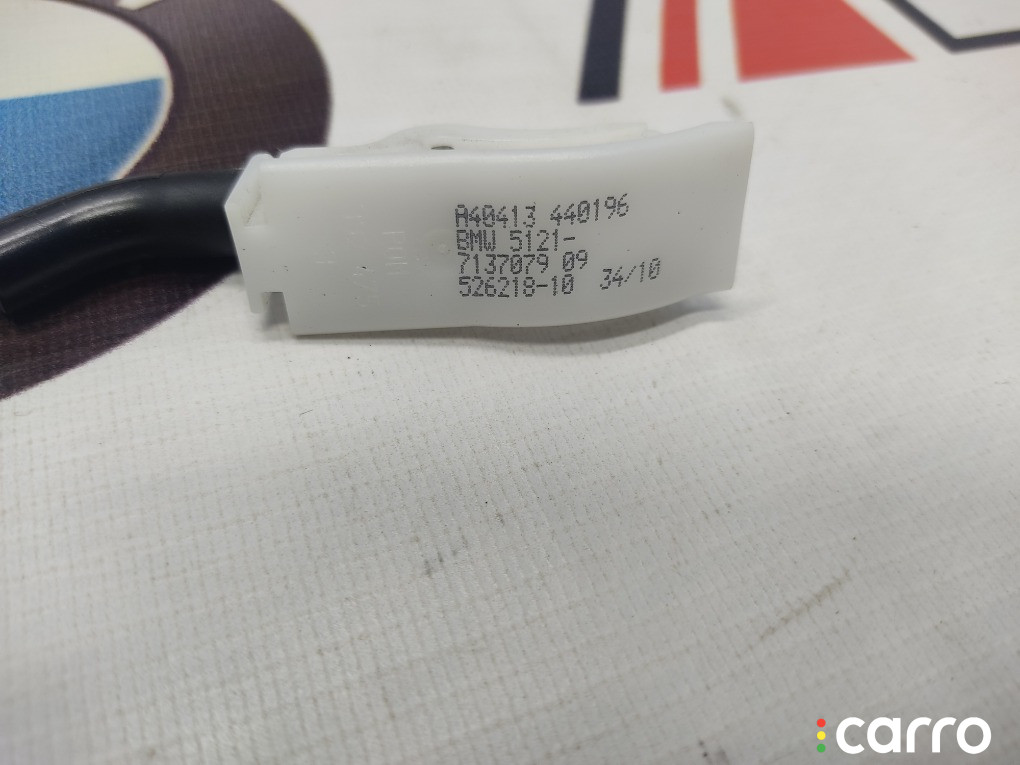 A40413 440196
BMW 5121-
7137079 09
526218-10 34/10
carro